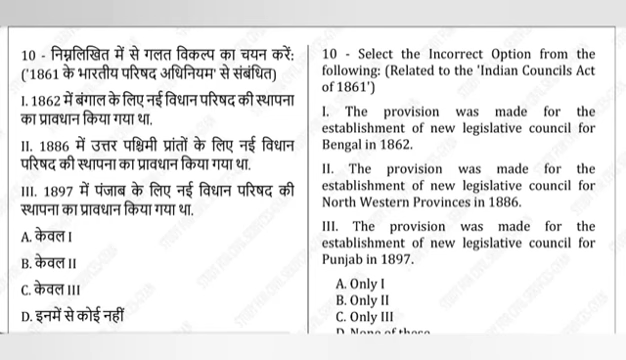 10 - निम्नलिखित में से गलत विकल्प का चयन करें:
('1861 के भारतीय परिषद अधिनियम' से संबंधित)
I. 1862 में बंगाल के लिए नई विधान परिषद की स्थापना
का प्रावधान किया गया था.
II. 1886 में उत्तर पश्चिमी प्रांतों के लिए नई विधान
परिषद की स्थापना का प्रावधान किया गया था.
III. 1897 में पंजाब के लिए नई विधान परिषद की
स्थापना का प्रावधान किया गया था.
A. केवल I
B. केवल II
C. केवल III
D. इनमें से कोई नहीं
10 - Select the Incorrect Option from the
following: (Related to the 'Indian Councils Act
of 1861')
I. The provision was made for the
establishment of new legislative council for
Bengal in 1862.
II. The provision was made for the
establishment of new legislative council for
North Western Provinces in 1886.
III. The provision was made for the
establishment of new legislative council for
Punjab in 1897.
A. Only I
B. Only II
C. Only III
D. None of these